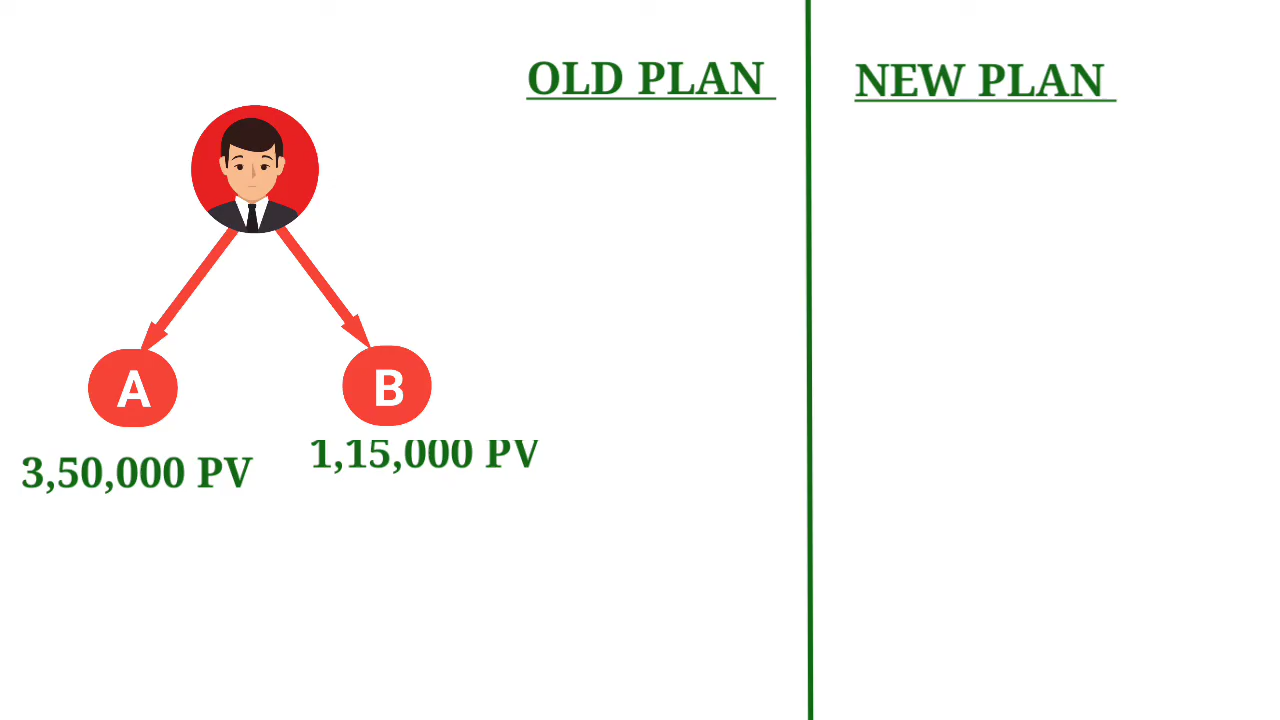 OLD PLAN
NEW PLAN
A
B
3,50,000 PV
1,15,000 PV